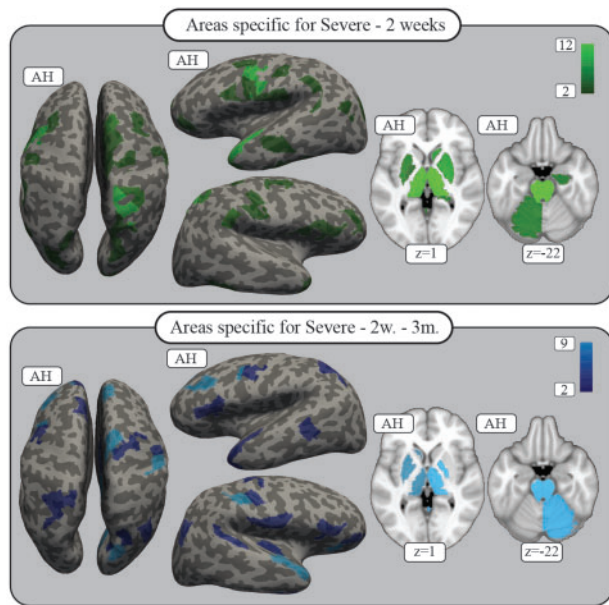 Areas specific for Severe - 2 weeks
AH
AH
12
2
AH
AH
z=1
z=-22
Areas specific for Severe - 2w. - 3m.
AH
AH
9
2
AH
AH
z=1
z=-22